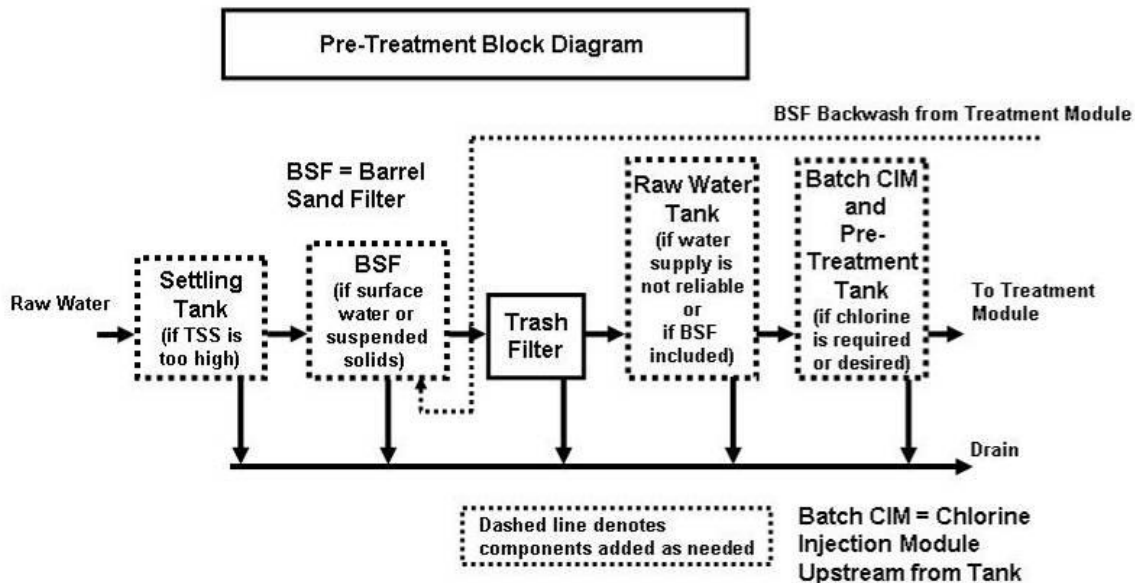 Pre-Treatment Block Diagram
BSF Backwash from Treatment Module
BSF = Barrel
Sand Filter
Raw Water
Settling
Tank
(if TSS is
too high)
BSF
(if surface
water or
suspended
solids)
Trash
Filter
Raw Water
Tank
(if water
supply is
not reliable
or
if BSF
included)
Batch CIM
and
Pre-
Treatment
Tank
(if chlorine
is required
or desired)
To Treatment
Module
Drain
Dashed line denotes
components added as needed
Batch CIM = Chlorine
Injection Module
Upstream from Tank